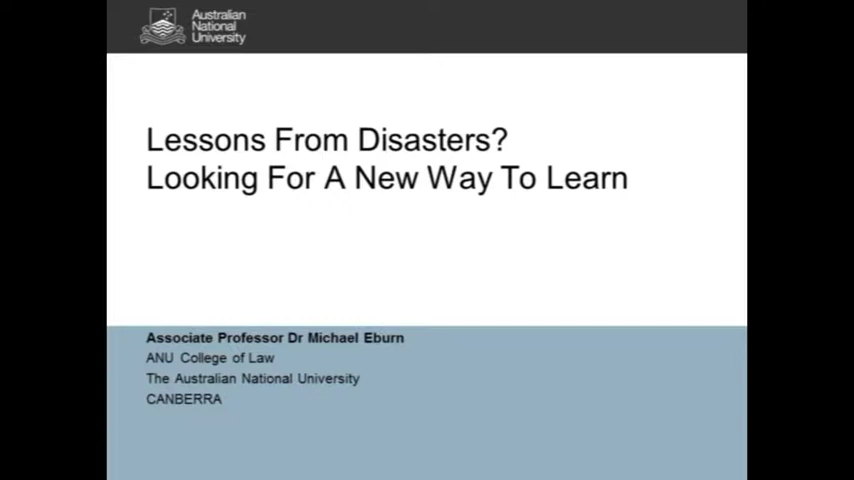 Australian
National
University
Lessons From Disasters?
Looking For A New Way To Learn
Associate Professor Dr Michael Eburn
ANU College of Law
The Australian National University
CANBERRA